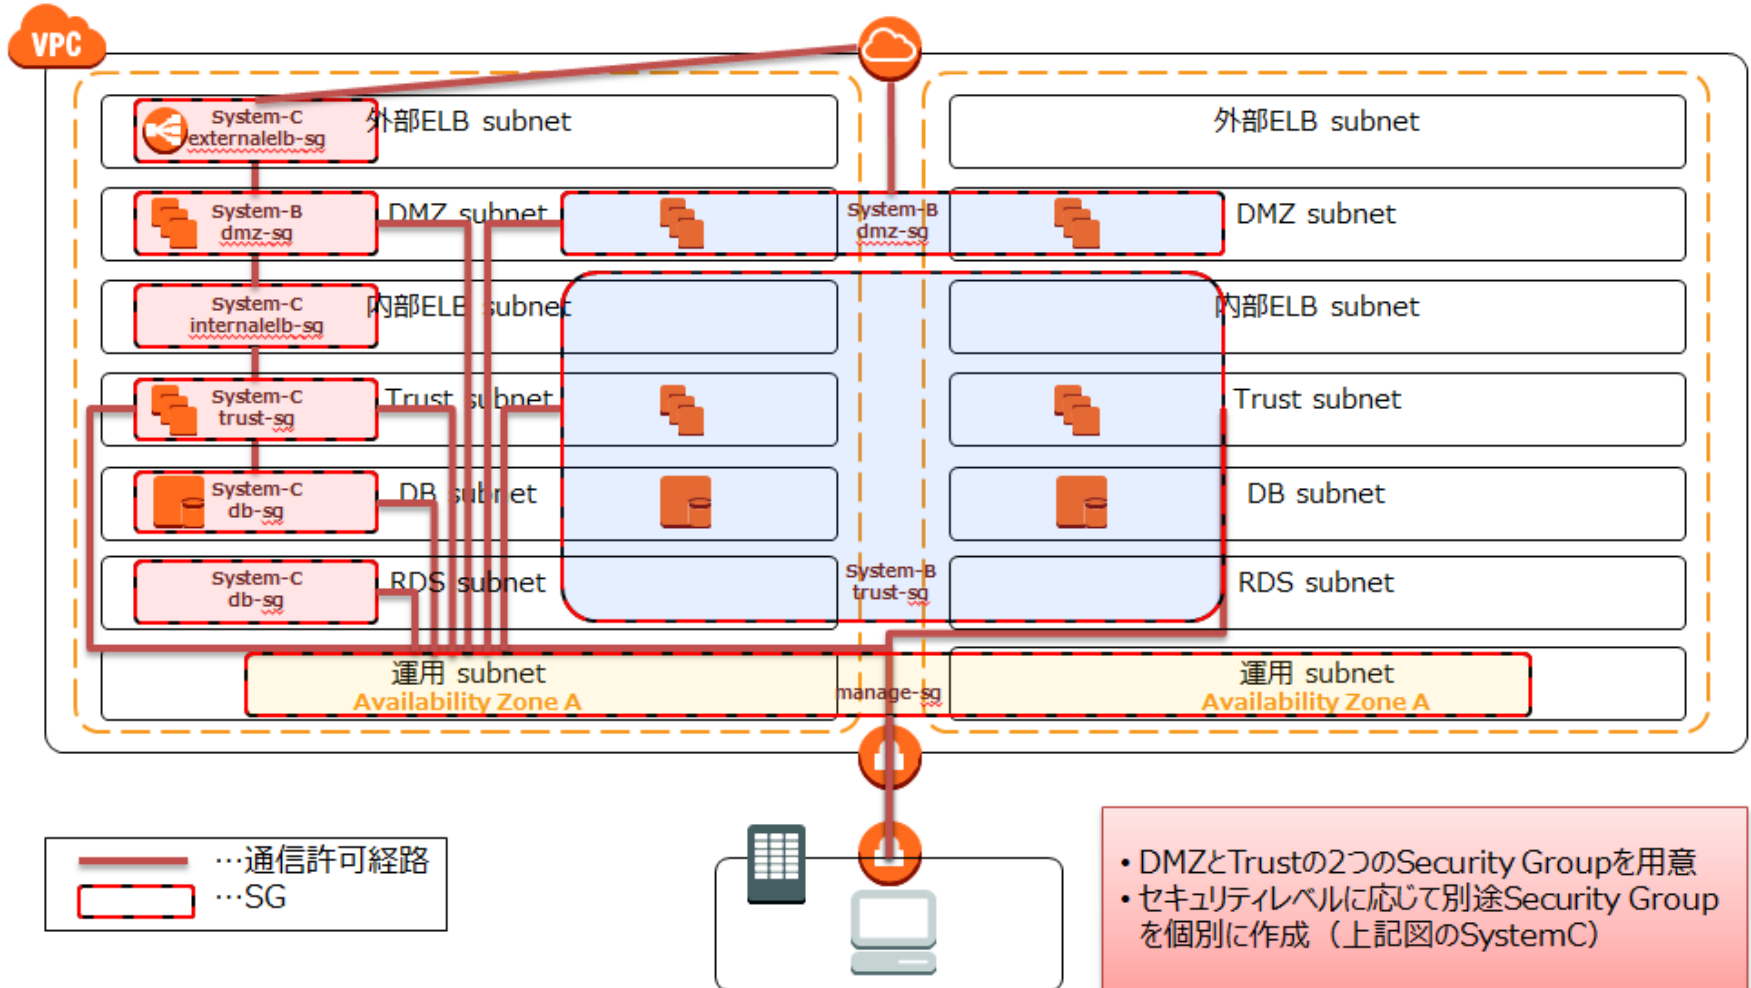 VPC
System-C
externalelb-sg
外部ELB subnet
外部ELB subnet
System-B
dmz-sg
DMZ subnet
System-B
dmz-sg
DMZ subnet
System-C
internalelb-sg
内部ELB subnet
内部ELB subnet
System-C
trust-sg
Trust subnet
Trust subnet
System-C
db-sg
DB subnet
DB subnet
System-C
db-sg
RDS subnet
System-B
trust-sg
RDS subnet
運用 subnet
Availability Zone A
manage-sg
運用 subnet
Availability Zone A
…通信許可経路
…SG
• DMZとTrustの2つのSecurity Groupを用意
• セキュリティレベルに応じて別途Security Group
を個別に作成（上記図のSystemC）